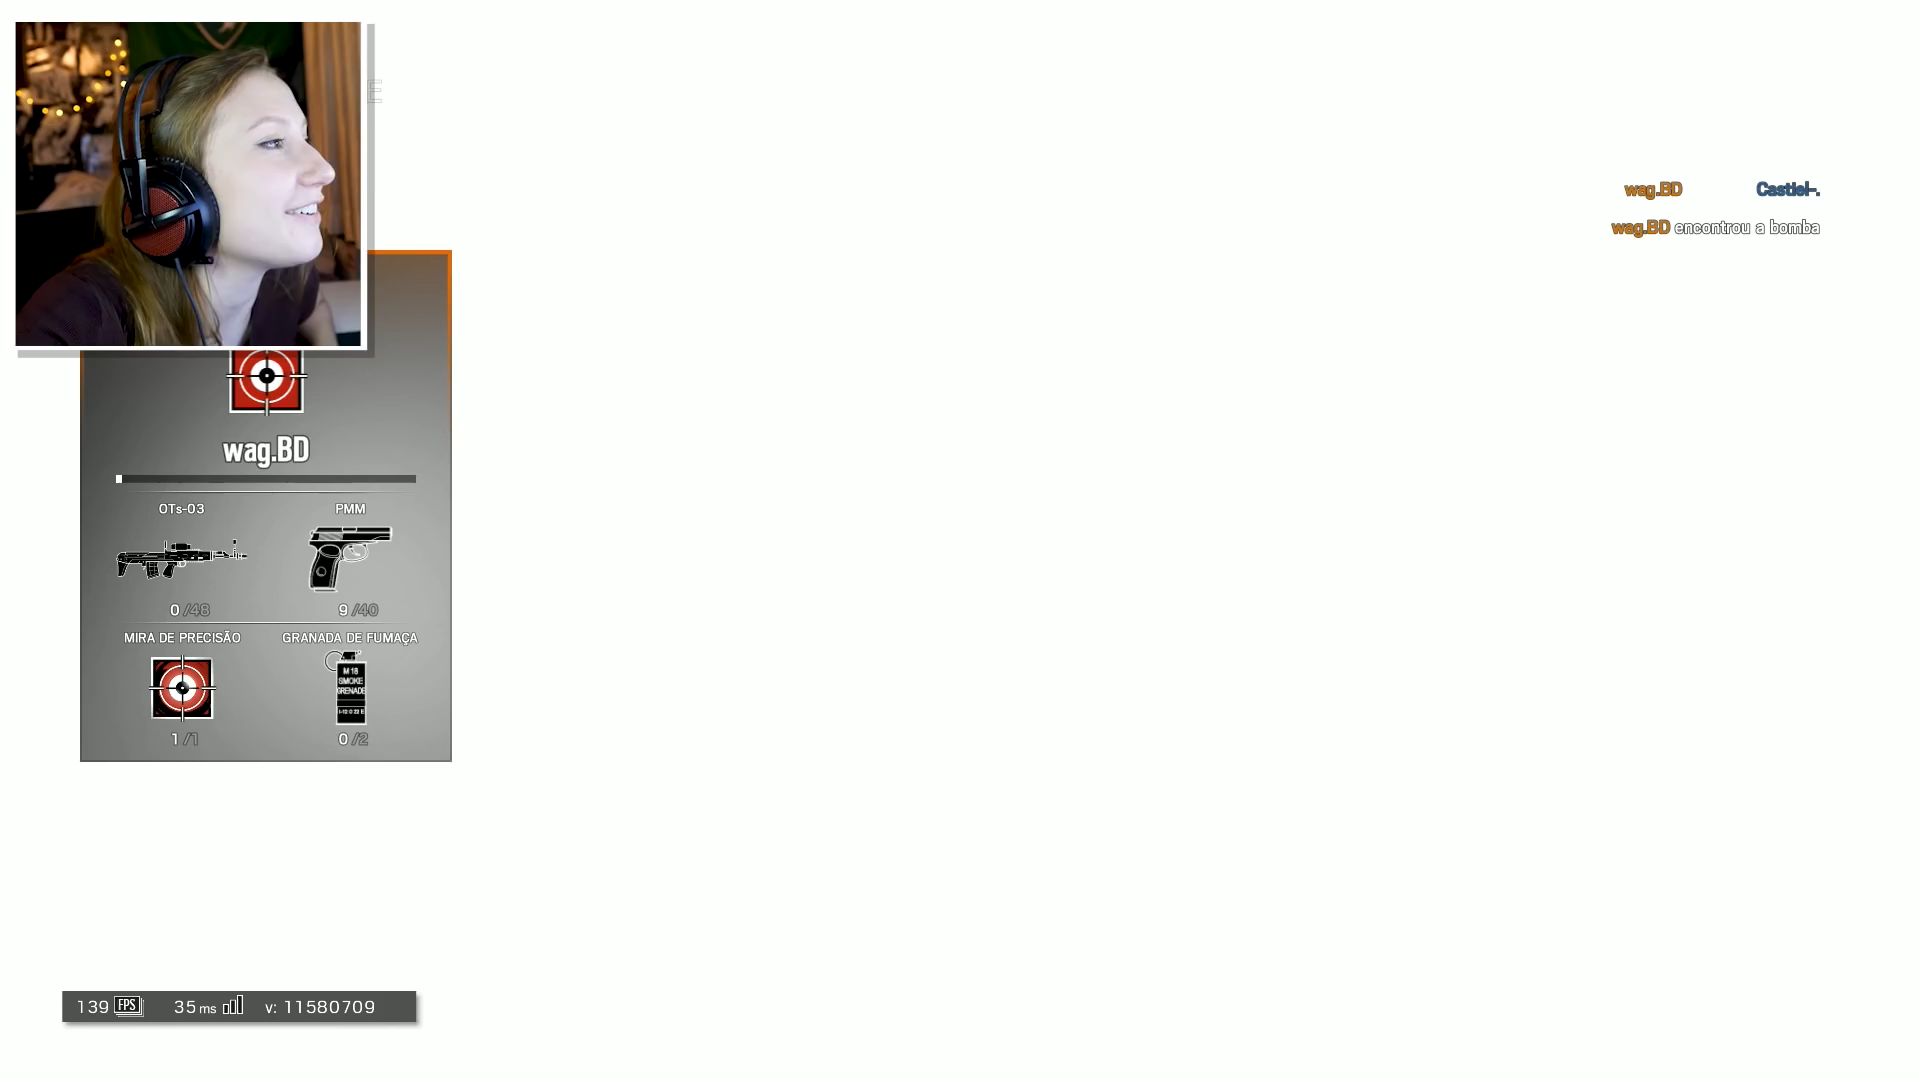 E
wag.BD Castiel-.
wag.BD encontrou a bomba
wag.BD
OTs-03 PMM
0 /48 9 /40
MIRA DE PRECISÃO GRANADA DE FUMAÇA
M 18
SMOKE
GRENADE
1 /1 0 /2
139 FPS 35 ms v: 11580709